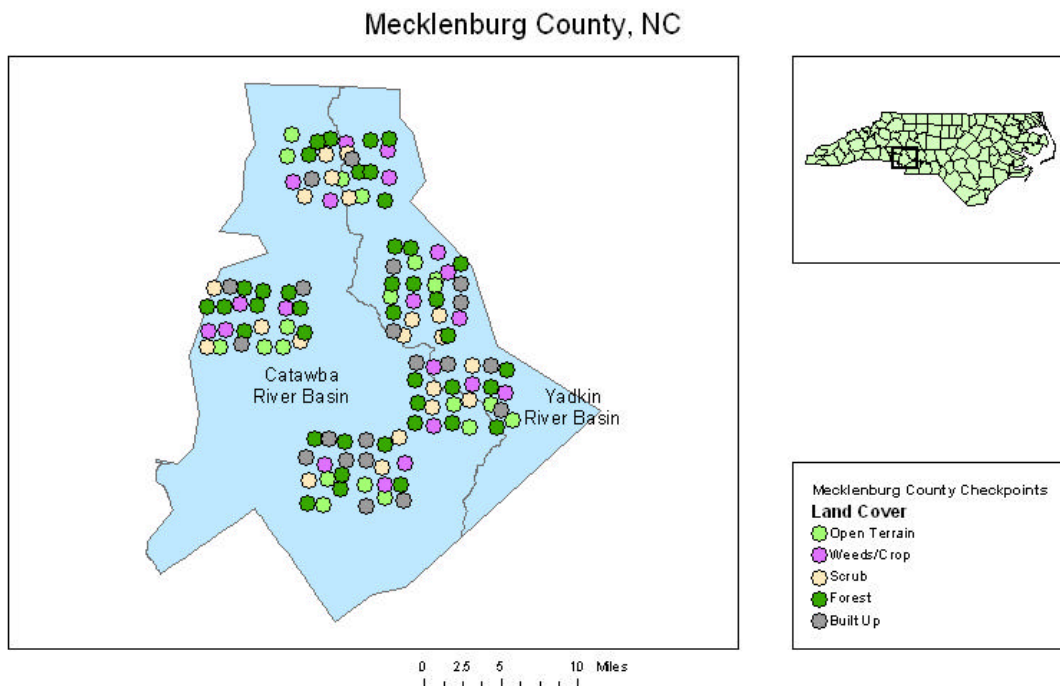 Mecklenburg County, NC
Catawba
River Basin
Yadkin
River Basin
Mecklenburg County Checkpoints
Land Cover
Open Terrain
Weeds/Crop
Scrub
Forest
Built Up
0 2.5 5 10 Miles